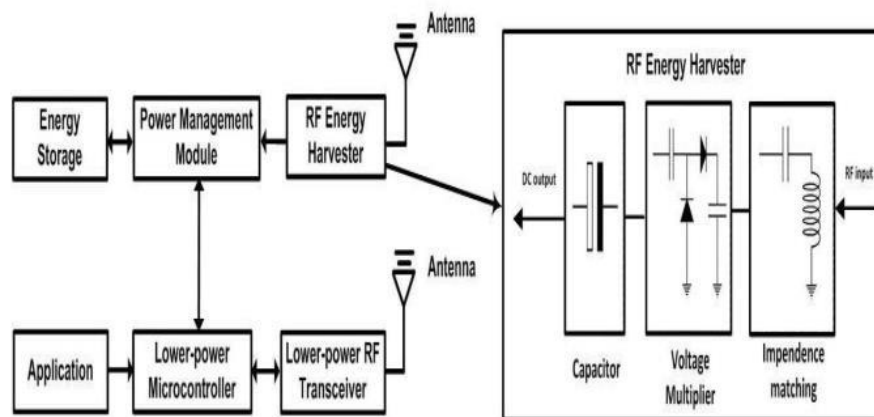 Antenna
Energy
Storage
Power Management
Module
RF Energy
Harvester
Antenna
Application
Lower-power
Microcontroller
Lower-power RF
Transceiver
RF Energy Harvester
DC output
RF input
Capacitor
Voltage
Multiplier
Impendence
matching